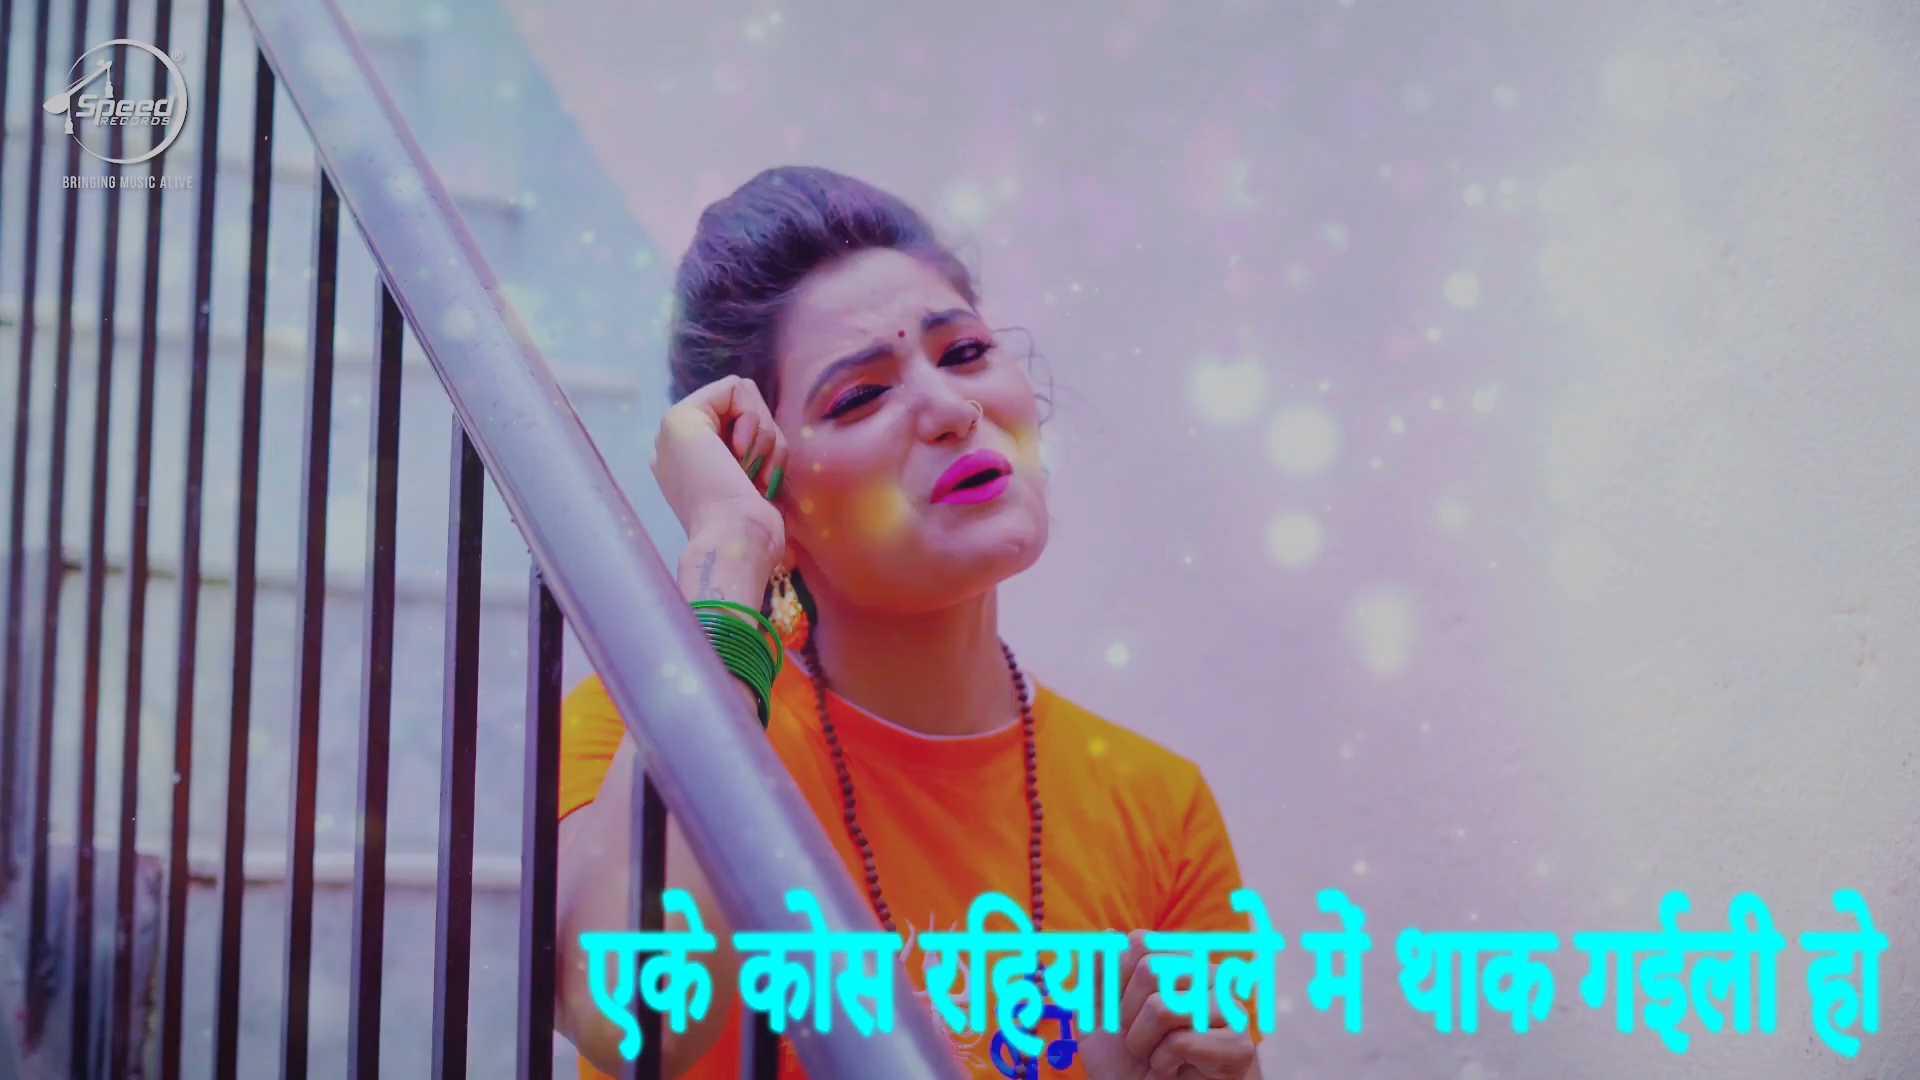 Speed
RECORDS
®
BRINGING MUSIC ALIVE
एके कोस रहिया चले में थाक गईली हो